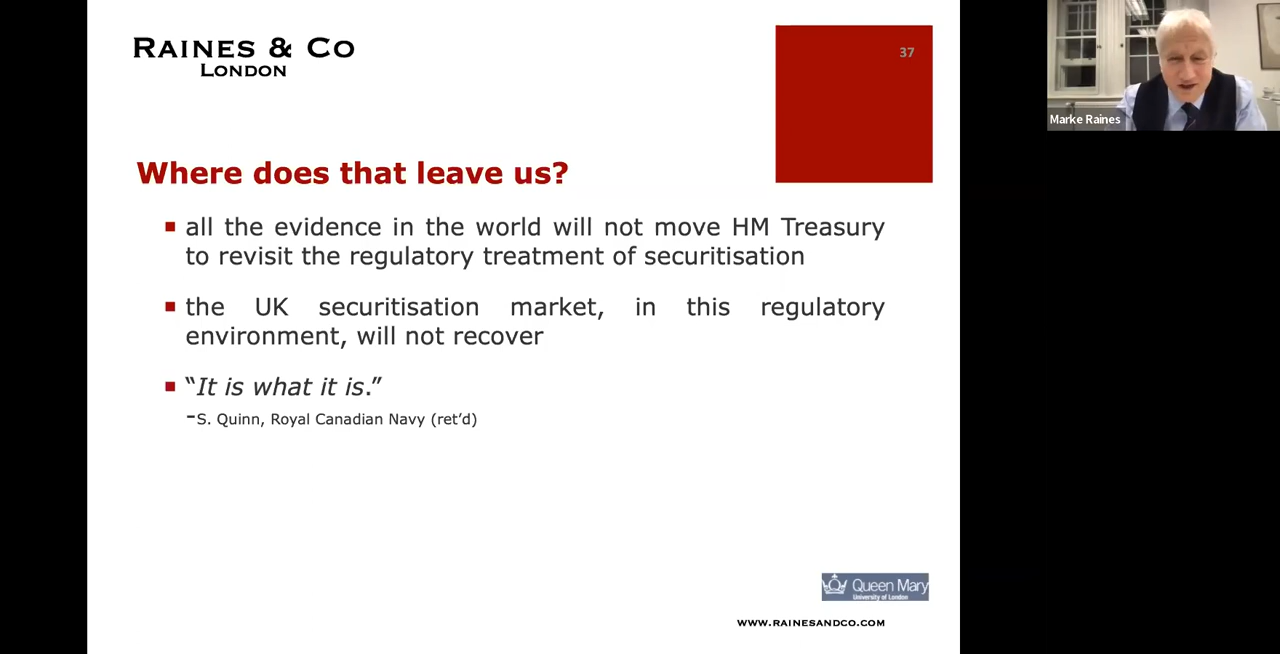 RAINES & CO
LONDON
37
Marke Raines
Where does that leave us?
all the evidence in the world will not move HM Treasury
to revisit the regulatory treatment of securitisation
the UK securitisation market, in this regulatory
environment, will not recover
“It is what it is.”
-S. Quinn, Royal Canadian Navy (ret’d)
Queen Mary
University of London
WWW.RAINESANDCO.COM